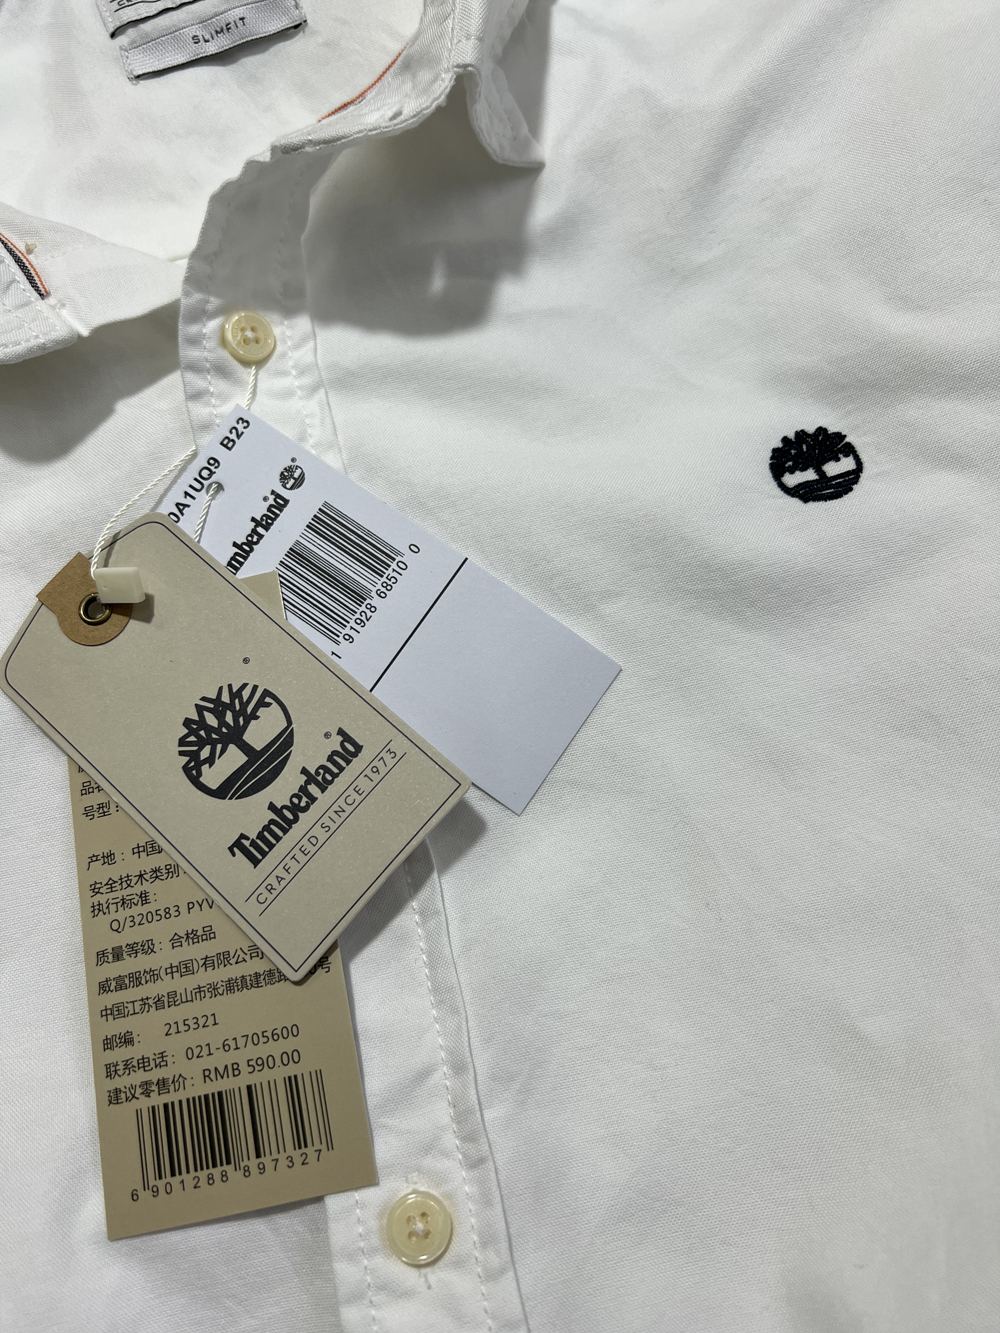 SLIMFIT
0A1UQ9 B23
Timberland®
1 91928 68510 0
®
Timberland®
CRAFTED SINCE 1973
号型:
产地: 中国
安全技术类别
执行标准:
Q/320583 PYV
质量等级: 合格品
威富服饰(中国)有限公司
中国江苏省昆山市张浦镇建德路 号
邮编: 215321
联系电话: 021-61705600
建议零售价: RMB 590.00
6 901288 897327